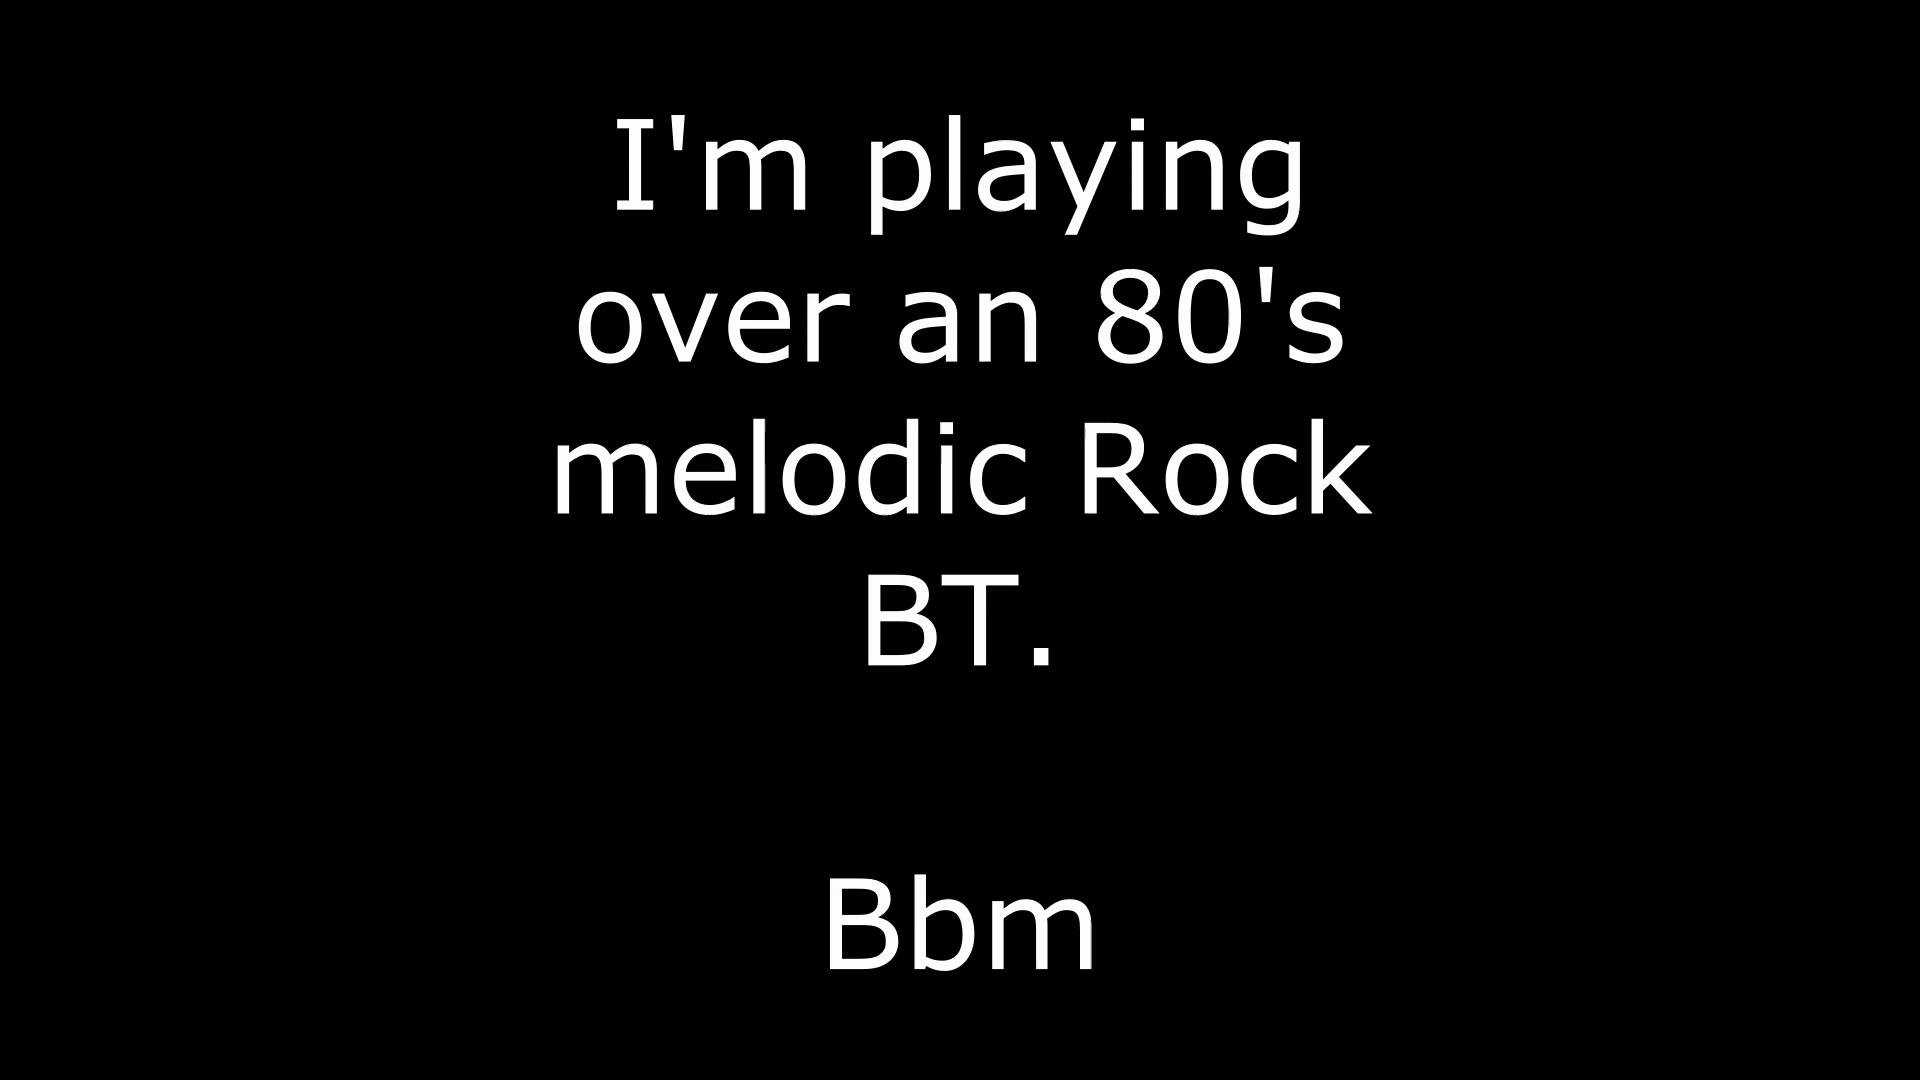 I'm playing
over an 80's
melodic Rock
BT.
Bbm